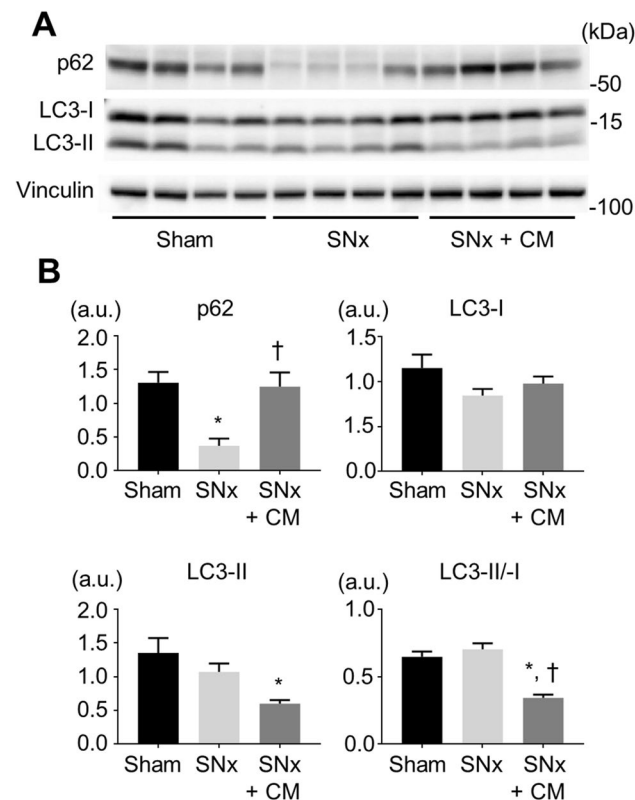 A
(kDa)
p62
-50
LC3-I
-15
LC3-II
Vinculin
-100
Sham SNx SNx + CM
B
(a.u.) p62
2.0
1.5
1.0
0.5
0.0
*
†
Sham SNx SNx
+ CM
(a.u.) LC3-I
1.5
1.0
1.5
0.0
Sham SNx SNx
+ CM
(a.u.) LC3-II
2.0
1.5
1.0
0.5
0.0
*
Sham SNx SNx
+ CM
(a.u.) LC3-II/-I
1.0
0.5
0.0
*, †
Sham SNx SNx
+ CM